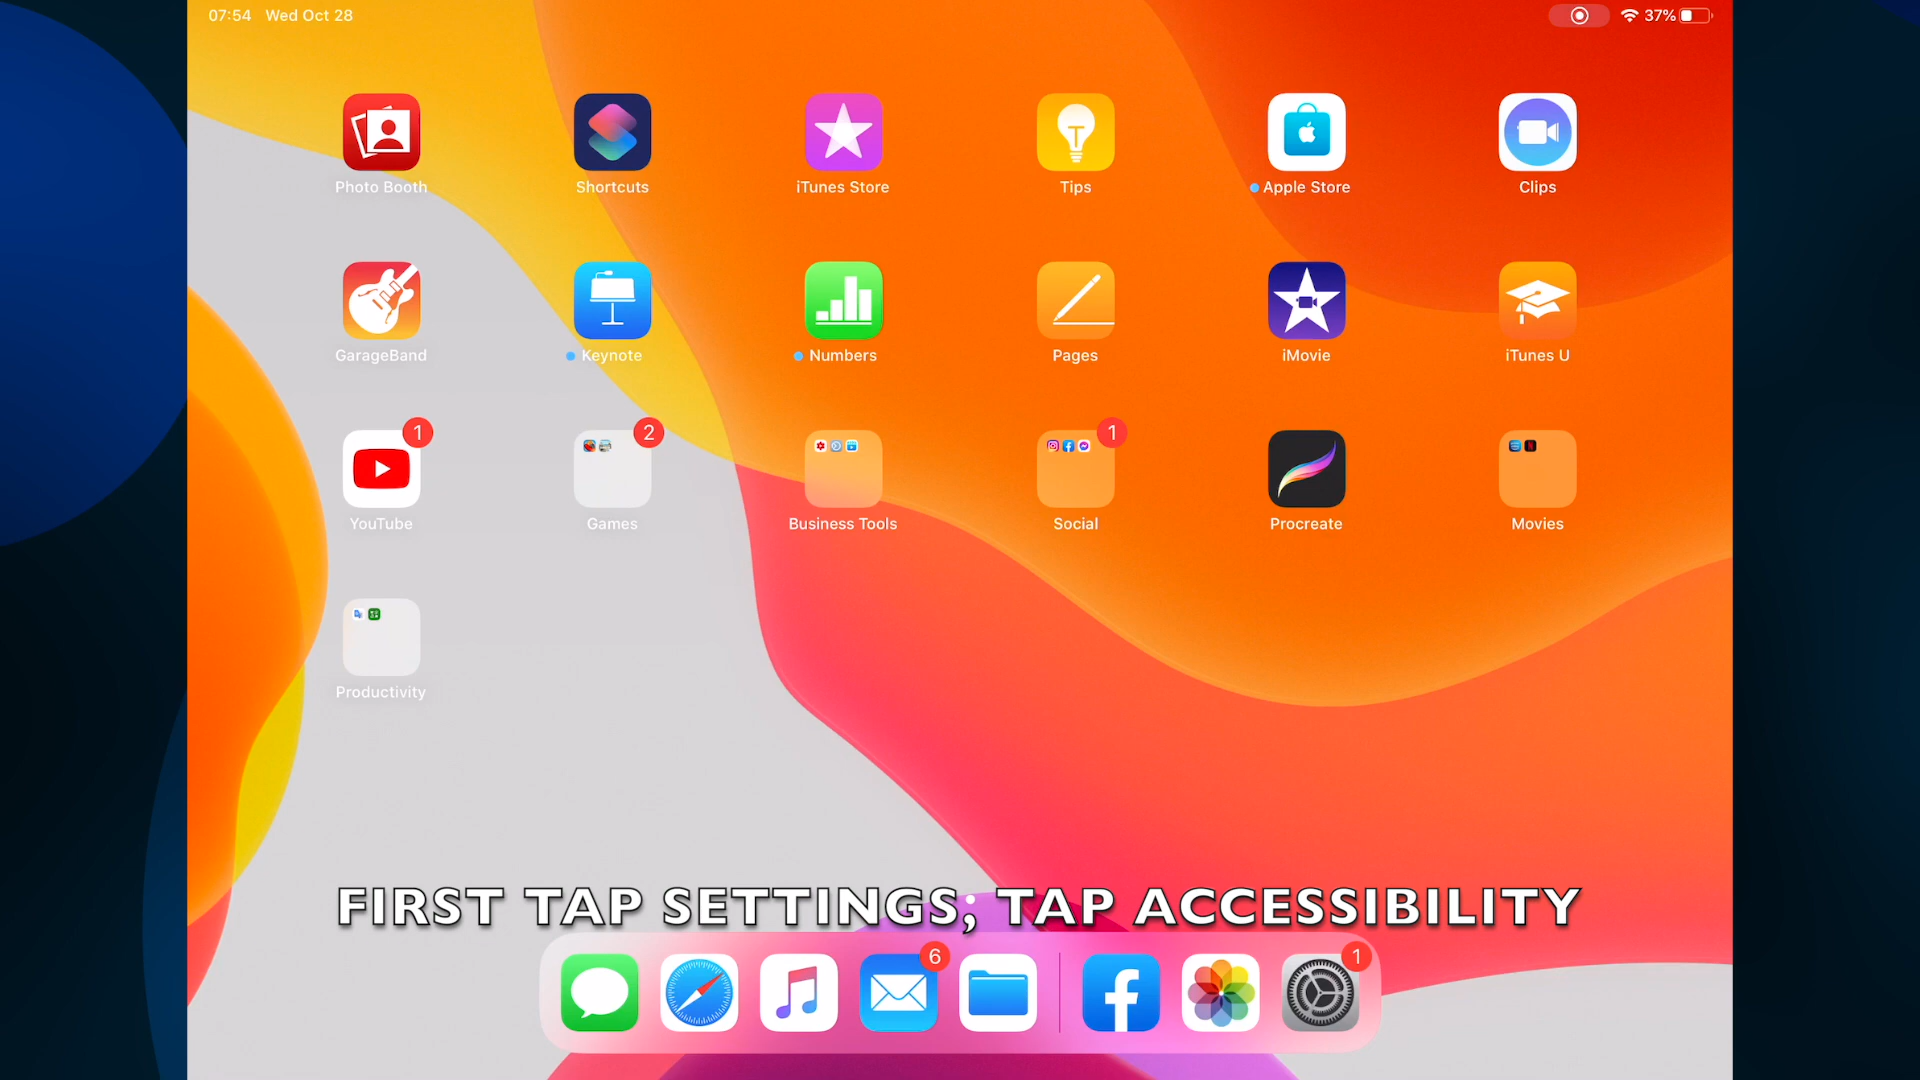 07:54 Wed Oct 28 37%
Photo Booth Shortcuts iTunes Store Tips Apple Store Clips
GarageBand Keynote Numbers Pages iMovie iTunes U
1 2 1
YouTube Games Business Tools Social Procreate Movies
Productivity
FIRST TAP SETTINGS; TAP ACCESSIBILITY
6 1